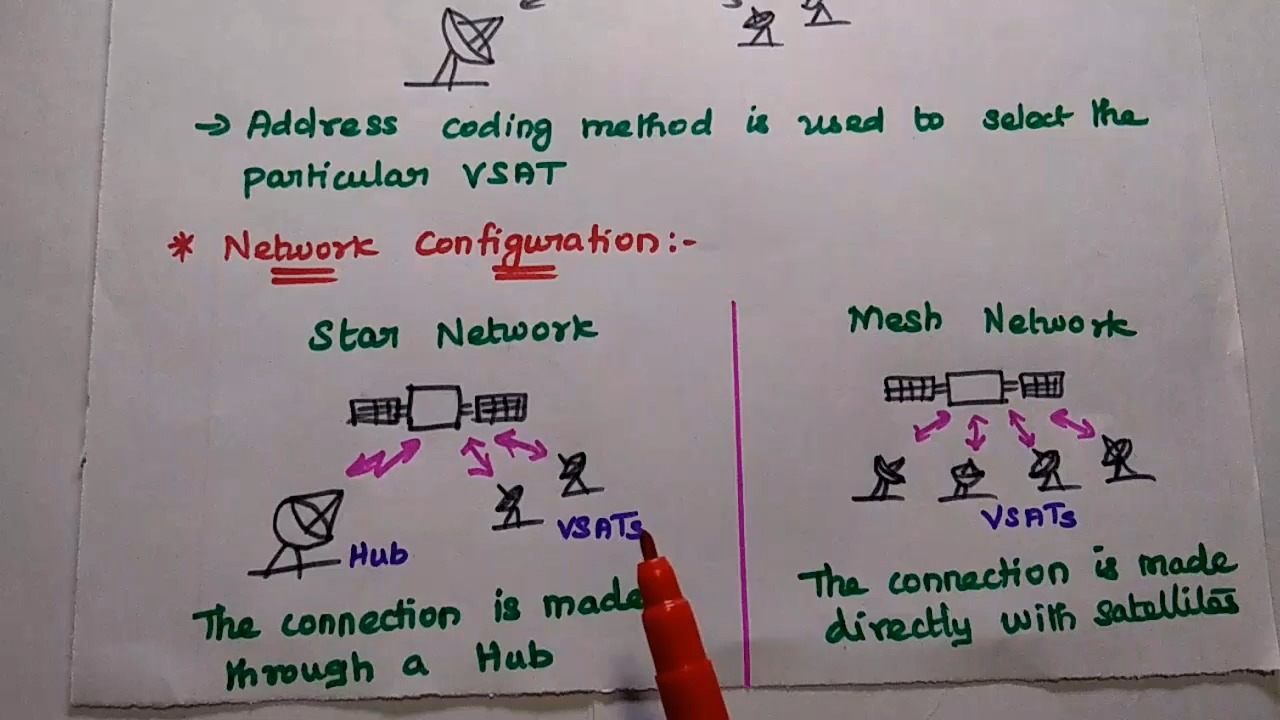 → Address coding method is used to select the
particular VSAT
* Network Configuration:-
Star Network
Hub
VSATs
The connection is made
through a Hub
Mesh Network
VSATs
The connection is made
directly with satellites